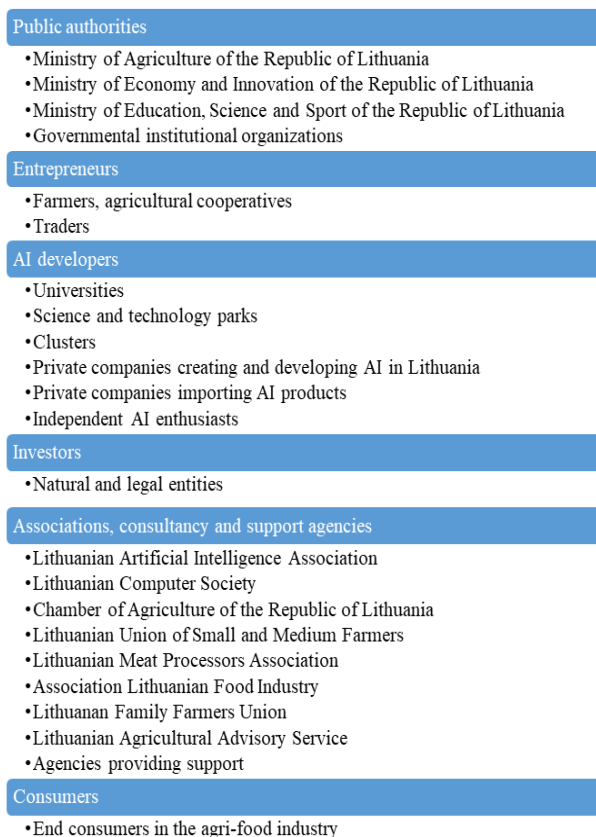 Public authorities
•Ministry of Agriculture of the Republic of Lithuania
•Ministry of Economy and Innovation of the Republic of Lithuania
•Ministry of Education, Science and Sport of the Republic of Lithuania
•Governmental institutional organizations
Entrepreneurs
•Farmers, agricultural cooperatives
•Traders
AI developers
•Universities
•Science and technology parks
•Clusters
•Private companies creating and developing AI in Lithuania
•Private companies importing AI products
•Independent AI enthusiasts
Investors
•Natural and legal entities
Associations, consultancy and support agencies
•Lithuanian Artificial Intelligence Association
•Lithuanian Computer Society
•Chamber of Agriculture of the Republic of Lithuania
•Lithuanian Union of Small and Medium Farmers
•Lithuanian Meat Processors Association
•Association Lithuanian Food Industry
•Lithuanan Family Farmers Union
•Lithuanian Agricultural Advisory Service
•Agencies providing support
Consumers
•End consumers in the agri-food industry